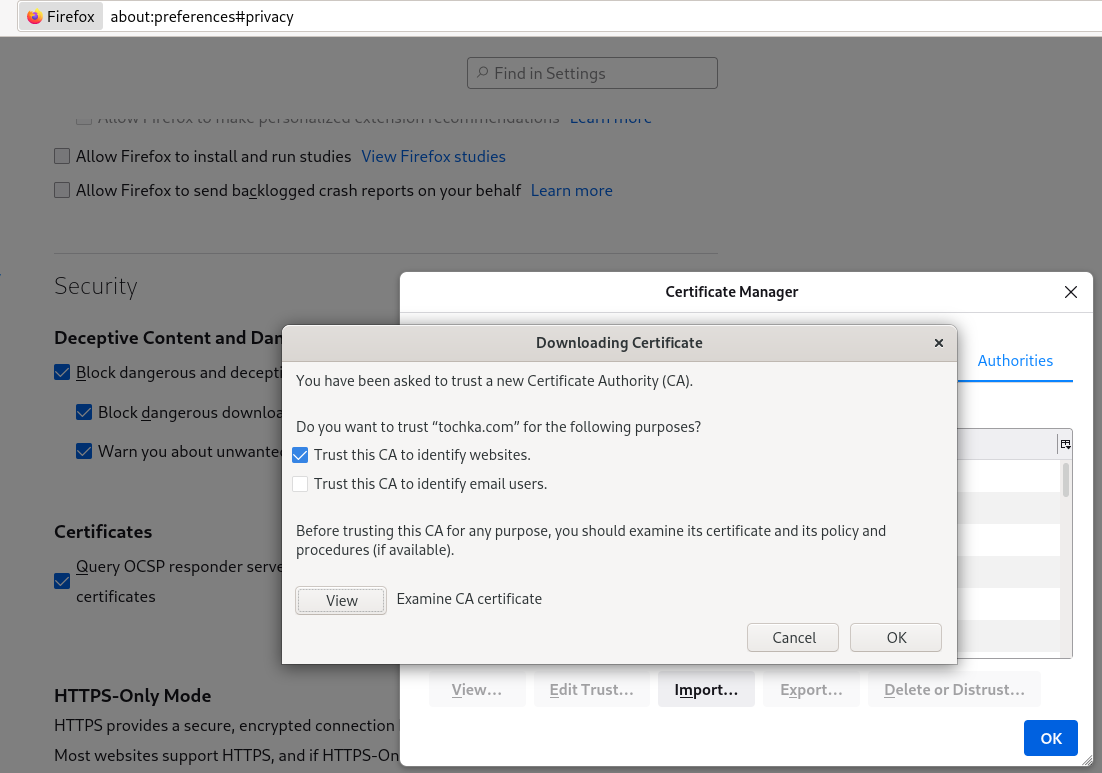 Firefox about:preferences#privacy
Find in Settings
Allow Firefox to make personalized extension recommendations Learn more
Allow Firefox to install and run studies View Firefox studies
Allow Firefox to send backlogged crash reports on your behalf Learn more
Security
Certificate Manager
Deceptive Content and Dan
Downloading Certificate
Authorities
Block dangerous and decepti
Block dangerous downloa
Warn you about unwante
You have been asked to trust a new Certificate Authority (CA).
Do you want to trust “tochka.com” for the following purposes?
Trust this CA to identify websites.
Trust this CA to identify email users.
Before trusting this CA for any purpose, you should examine its certificate and its policy and
procedures (if available).
View Examine CA certificate
Cancel OK
Certificates
Query OCSP responder serve
certificates
View... Edit Trust... Import... Export... Delete or Distrust...
OK
HTTPS-Only Mode
HTTPS provides a secure, encrypted connection
Most websites support HTTPS, and if HTTPS-On